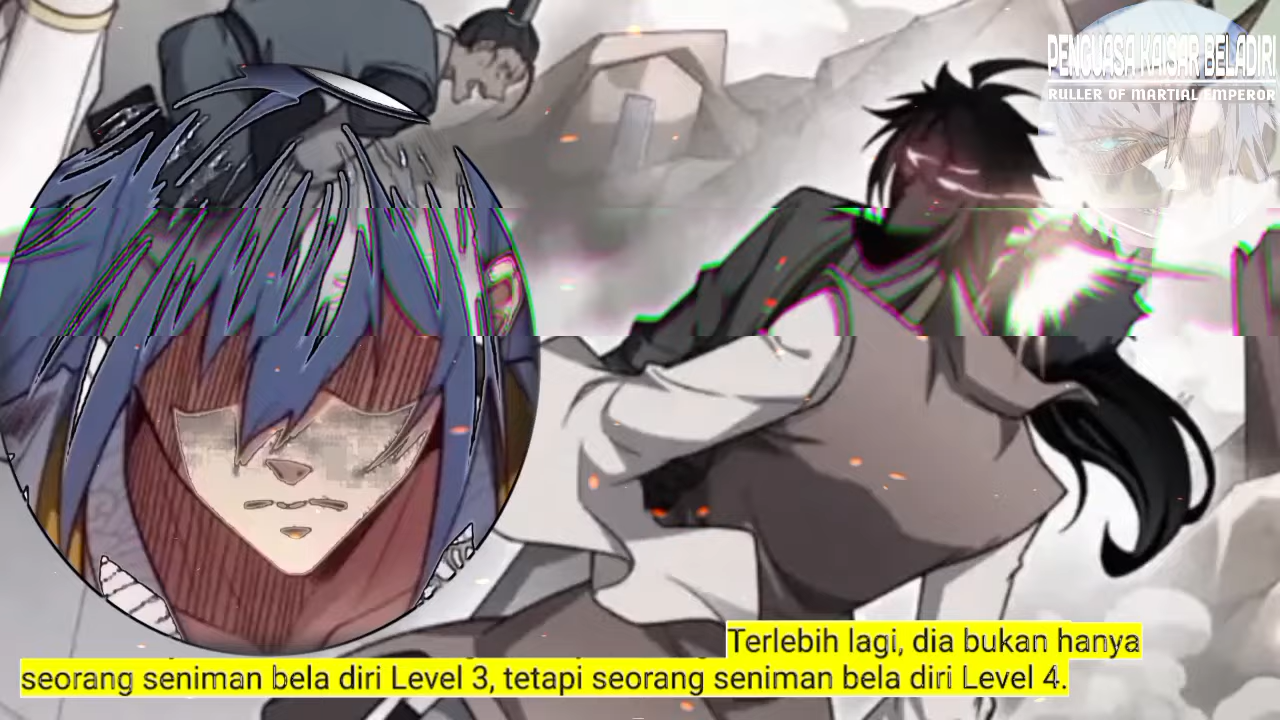 PENGUASA KAISAR BELADIRI
RULLER OF MARTIAL EMPEROR
Terlebih lagi, dia bukan hanya
seorang seniman bela diri Level 3, tetapi seorang seniman bela diri Level 4.